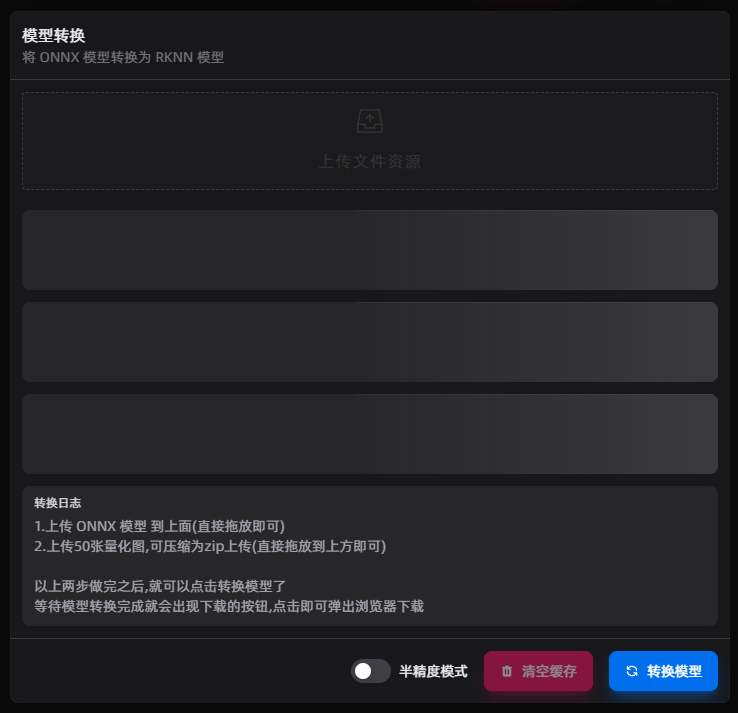 模型转换
将 ONNX 模型转换为 RKNN 模型
上传文件资源
转换日志
1.上传 ONNX 模型 到上面(直接拖放即可)
2.上传50张量化图,可压缩为zip上传(直接拖放到上方即可)
以上两步做完之后,就可以点击转换模型了
等待模型转换完成就会出现下载的按钮,点击即可弹出浏览器下载
半精度模式
清空缓存
转换模型